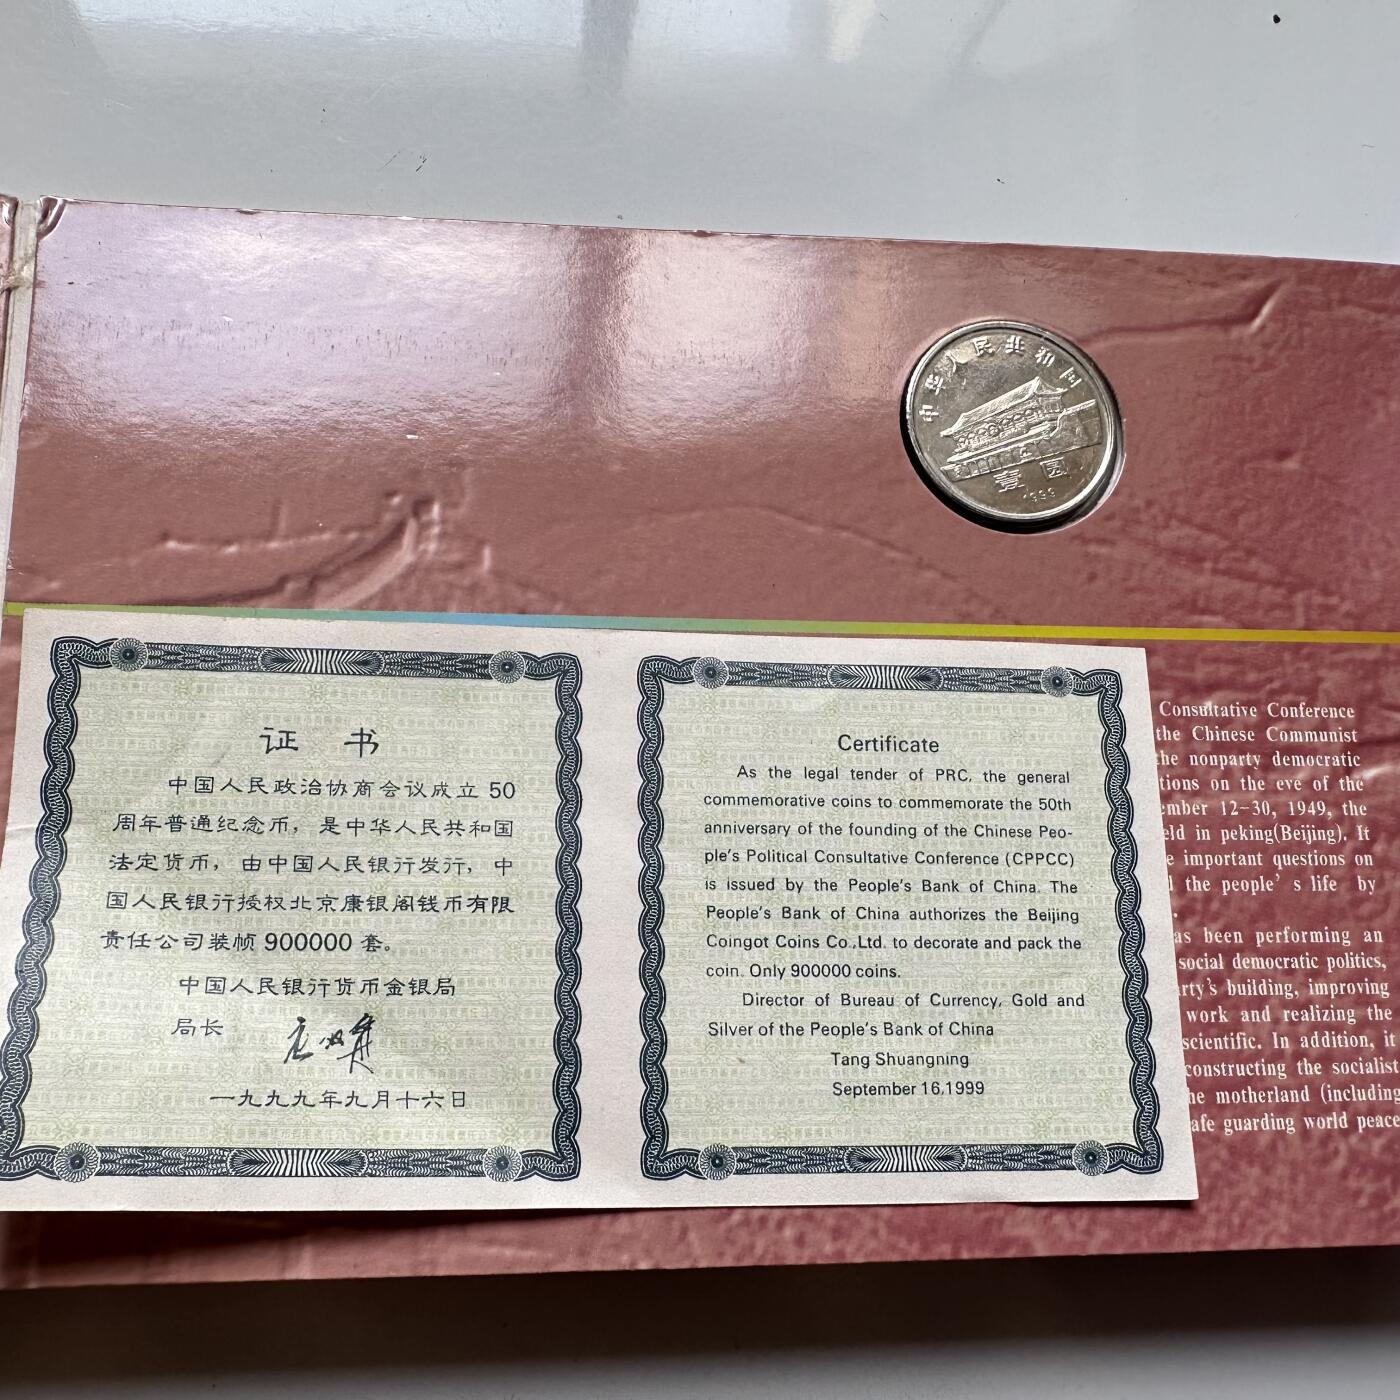 中华人民共和国
壹圆
1999
证 书
中国人民政治协商会议成立 50
周年普通纪念币，是中华人民共和国
法定货币，由中国人民银行发行，中
国人民银行授权北京康银阁钱币有限
责任公司装帧 900000 套。
中国人民银行货币金银局
局长
一九九九年九月十六日
Certificate
As the legal tender of PRC, the general
commemorative coins to commemorate the 50th
anniversary of the founding of the Chinese Peo-
ple's Political Consultative Conference (CPPCC)
is issued by the People's Bank of China. The
People's Bank of China authorizes the Beijing
Coingot Coins Co.,Ltd. to decorate and pack the
coin. Only 900000 coins.
Director of Bureau of Currency, Gold and
Silver of the People's Bank of China
Tang Shuangning
September 16,1999
Consultative Conference
the Chinese Communist
the nonparty democratic
tions on the eve of the
ember 12-30, 1949, the
eld in peking(Beijing). It
e important questions on
the people' s life by
as been performing an
social democratic politics,
rty's building, improving
work and realizing the
scientific. In addition, it
constructing the socialist
he motherland (including
afe guarding world peace